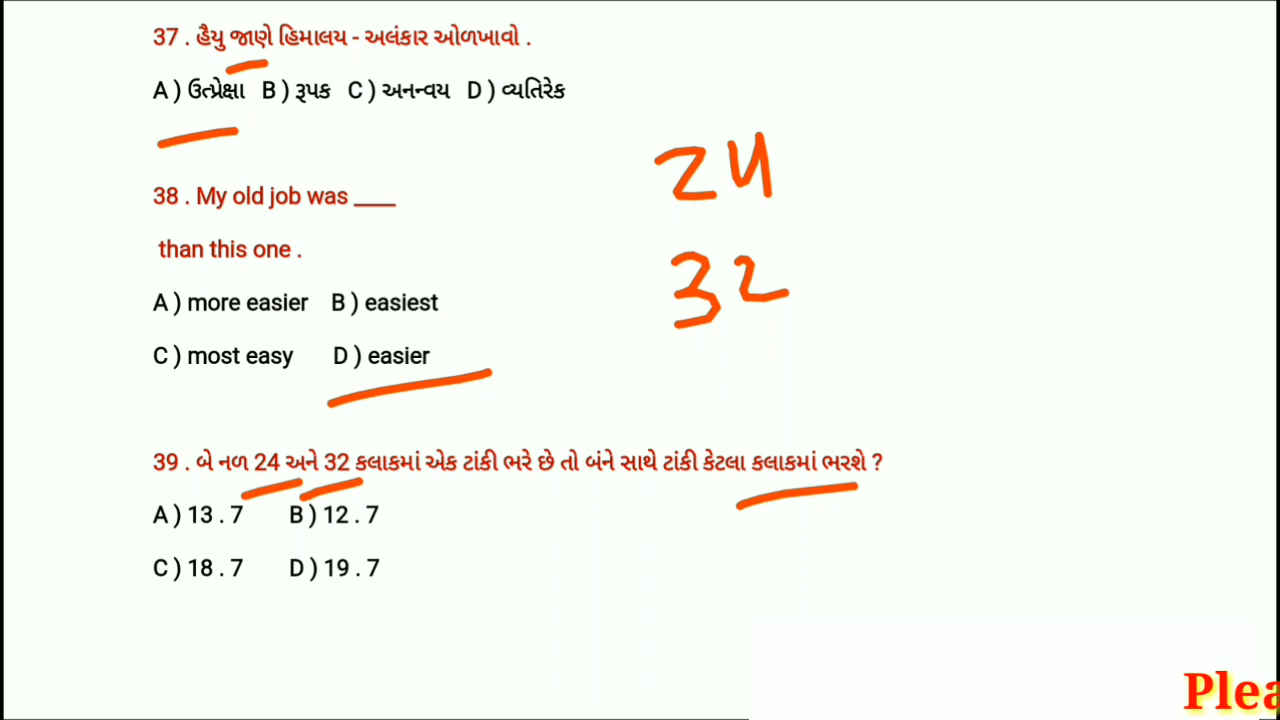 37 . હૈયુ જાણે હિમાલય - અલંકાર ઓળખાવો .
A ) ઉત્પ્રેક્ષા B ) રૂપક C ) અનન્વય D ) વ્યતિરેક
24
38 . My old job was ____
than this one .
32
A ) more easier B ) easiest
C ) most easy D ) easier
39 . બે નળ 24 અને 32 કલાકમાં એક ટાંકી ભરે છે તો બંને સાથે ટાંકી કેટલા કલાકમાં ભરશે ?
A ) 13 . 7 B ) 12 . 7
C ) 18 . 7 D ) 19 . 7
Plea